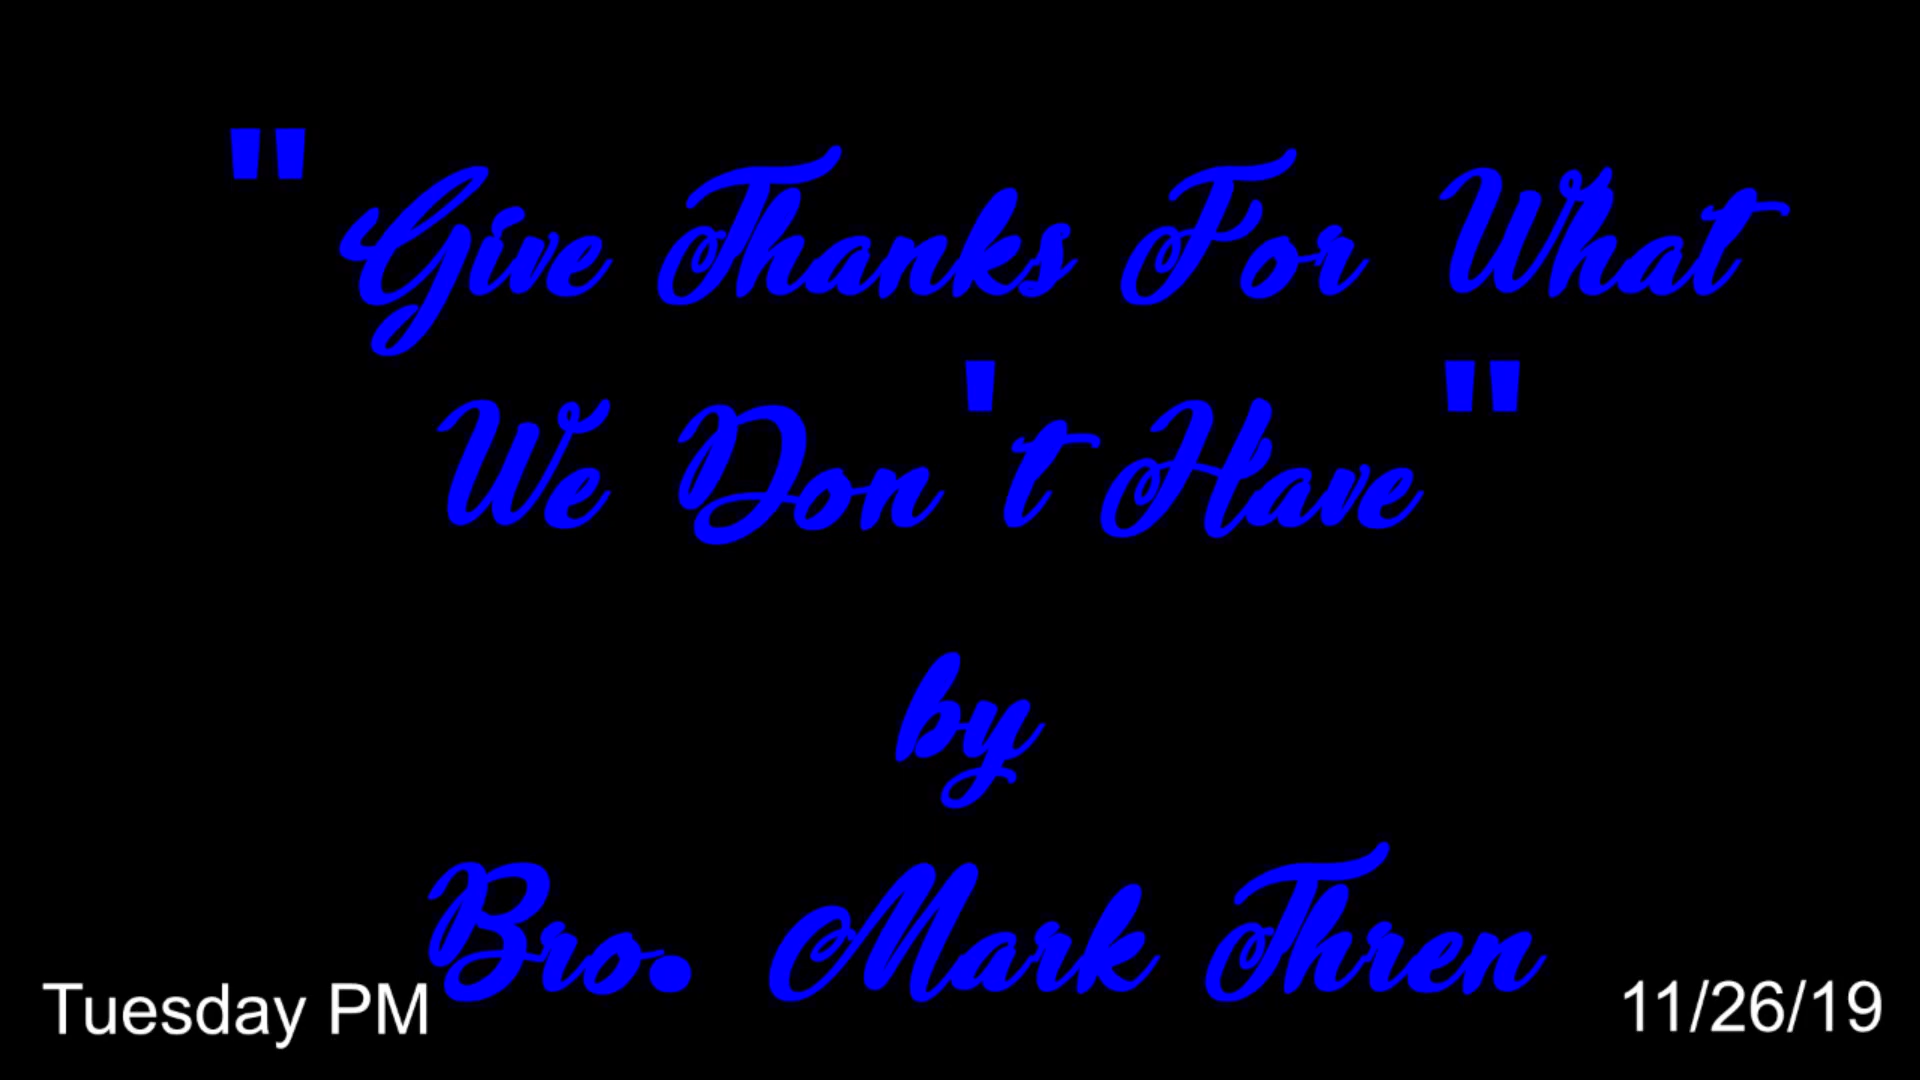 "Give Thanks For What
We Don't Have"
by
Bro. Mark Thren
Tuesday PM
11/26/19